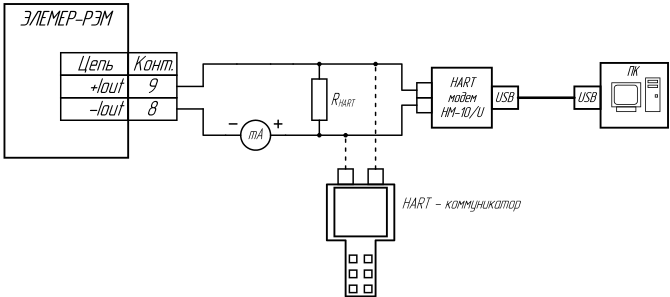 ЭЛЕМЕР-РЭМ
Цепь Конт.
+Iout 9
-Iout 8
− mA +
RHART
HART
модем
HM-10/U
USB
USB
ПК
HART - коммуникатор